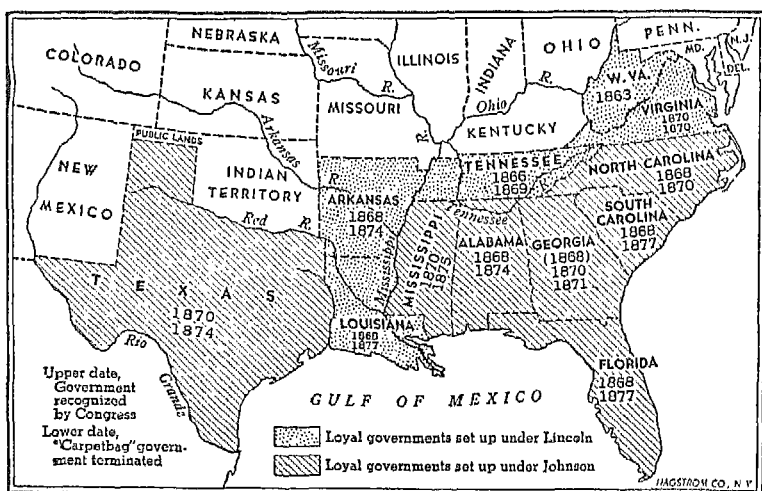 NEBRASKA
COLORADO
KANSAS
Missouri
R.
ILLINOIS
INDIANA
OHIO
PENN.
N.J.
MD.
DEL.
W. VA.
1863
VIRGINIA
1870
1870
MISSOURI
Ohio
R.
KENTUCKY
R.
PUBLIC LANDS
Arkansas
R.
NEW
MEXICO
INDIAN
TERRITORY
Red
R.
ARKANSAS
1868
1874
TENNESSEE
1866
1869
Tennessee
NORTH CAROLINA
1868
1870
SOUTH
CAROLINA
1868
1877
Mississippi
MISSISSIPPI
1870
1875
ALABAMA
1868
1874
GEORGIA
(1868)
1870
1871
TEXAS
1870
1874
Rio
Grande
LOUISIANA
1877
FLORIDA
1868
1877
GULF OF MEXICO
Upper date,
Government
recognized
by Congress
Lower date,
"Carpetbag" govern-
ment terminated
Loyal governments set up under Lincoln
Loyal governments set up under Johnson
HAGSTROM CO., N.Y.